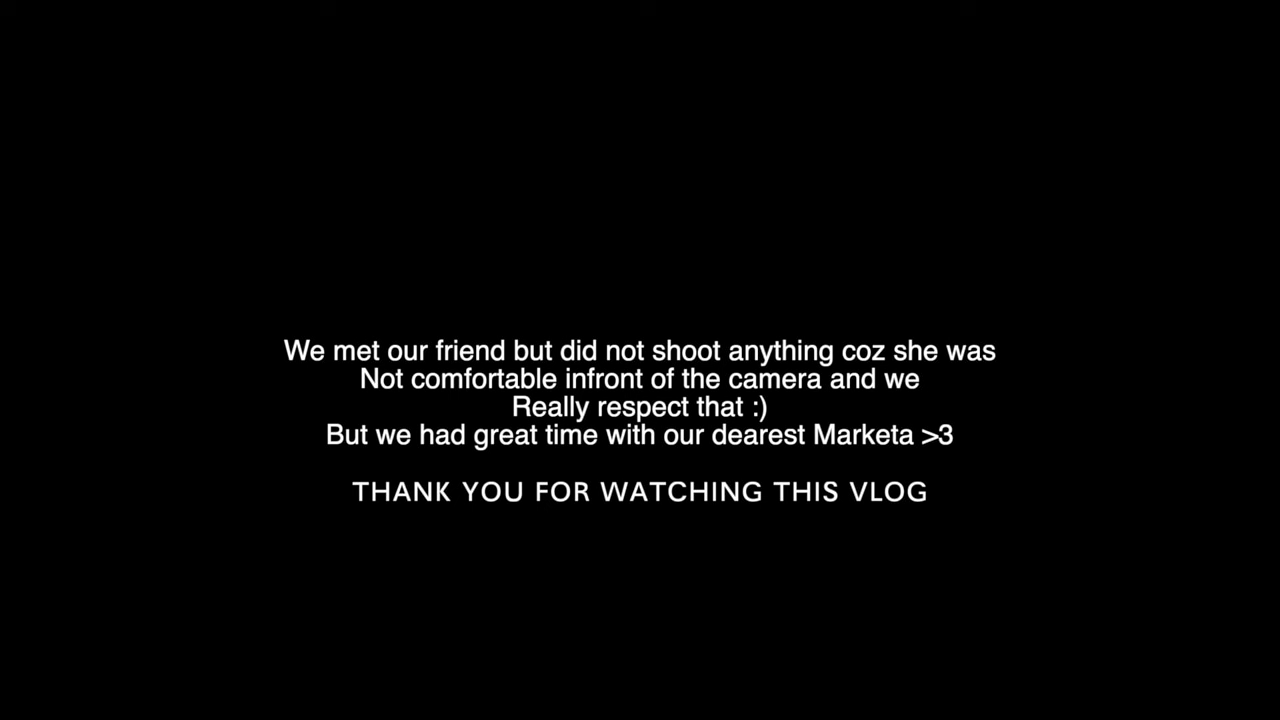 We met our friend but did not shoot anything coz she was
Not comfortable infront of the camera and we
Really respect that :)
But we had great time with our dearest Marketa >3
THANK YOU FOR WATCHING THIS VLOG